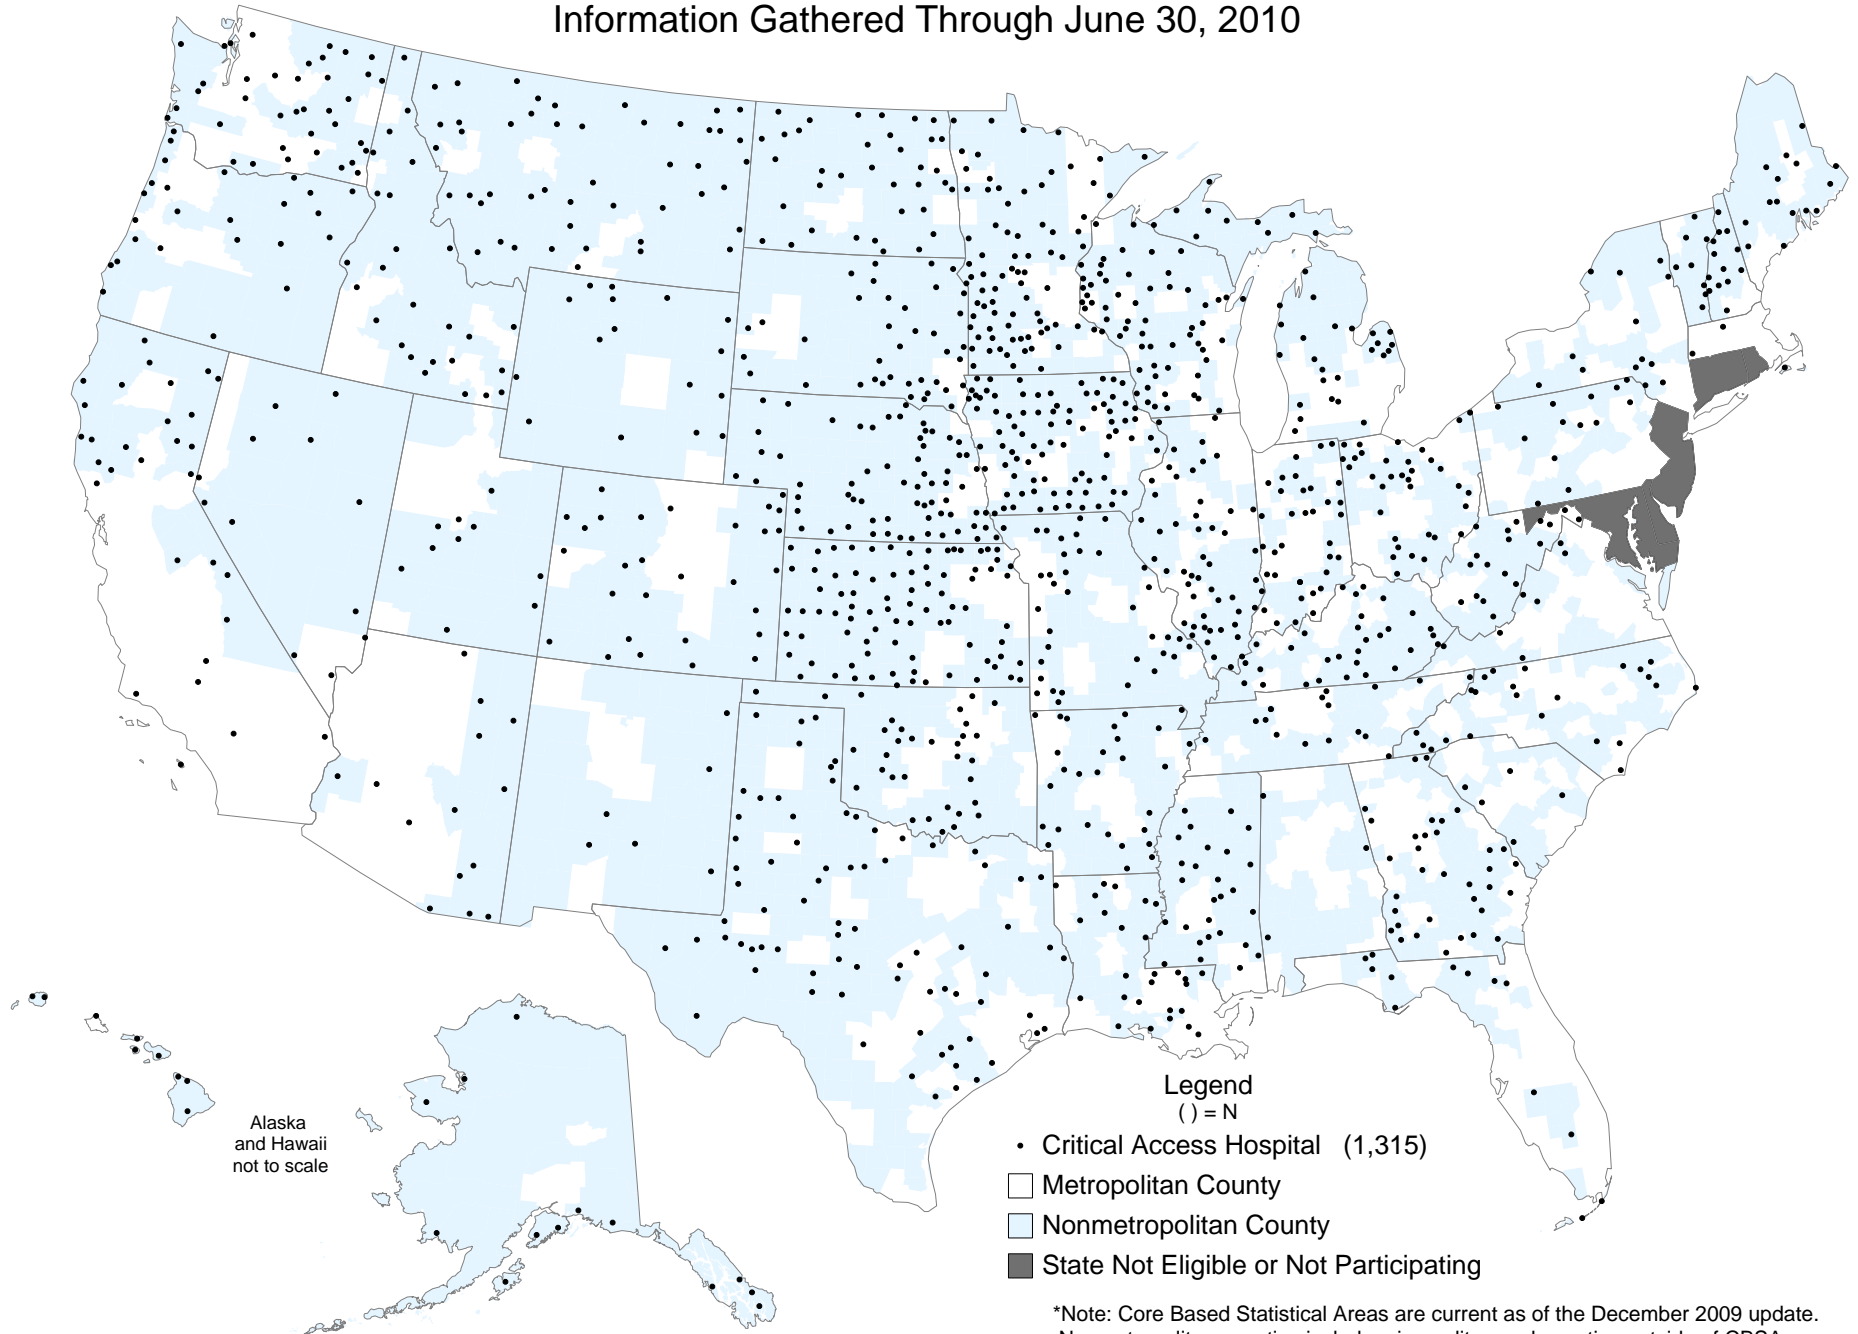 Information Gathered Through June 30, 2010
Alaska
and Hawaii
not to scale
Legend
( ) = N
Critical Access Hospital (1,315)
Metropolitan County
Nonmetropolitan County
State Not Eligible or Not Participating
*Note: Core Based Statistical Areas are current as of the December 2009 update.